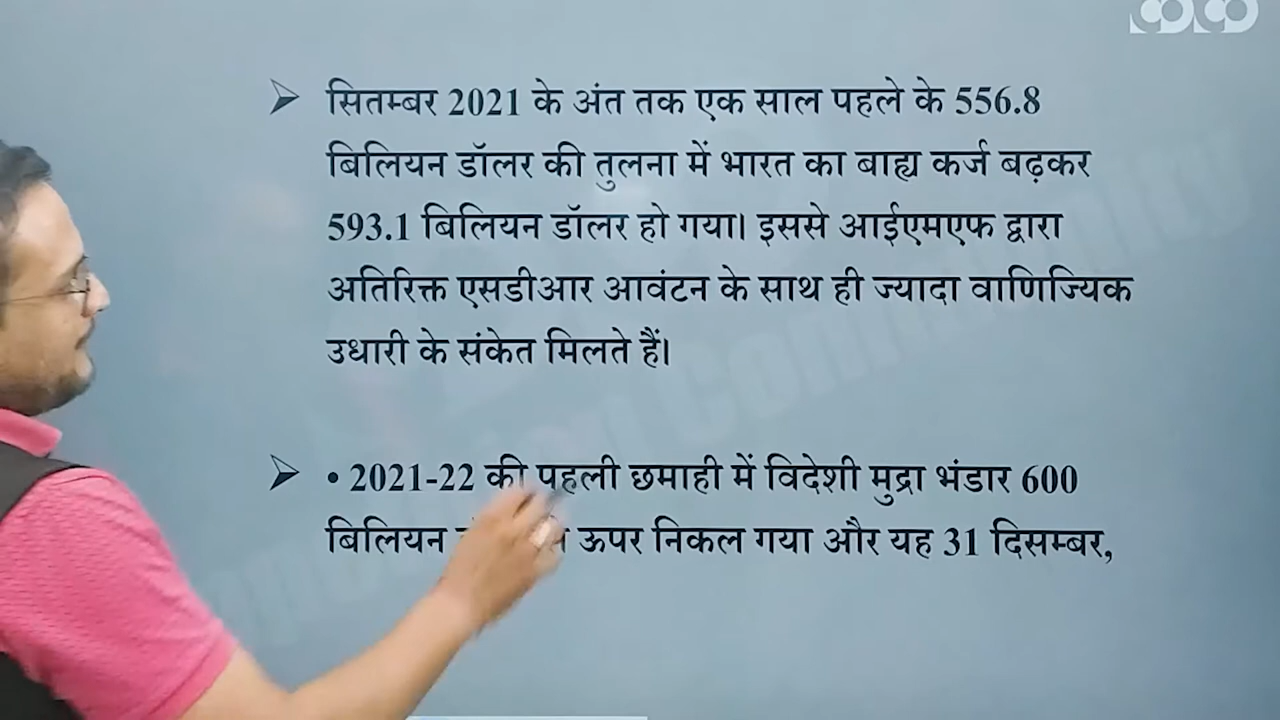 ➢ सितम्बर 2021 के अंत तक एक साल पहले के 556.8
बिलियन डॉलर की तुलना में भारत का बाह्य कर्ज बढ़कर
593.1 बिलियन डॉलर हो गया। इससे आईएमएफ द्वारा
अतिरिक्त एसडीआर आवंटन के साथ ही ज्यादा वाणिज्यिक
उधारी के संकेत मिलते हैं।
➢ • 2021-22 की पहली छमाही में विदेशी मुद्रा भंडार 600
बिलियन ऊपर निकल गया और यह 31 दिसम्बर,